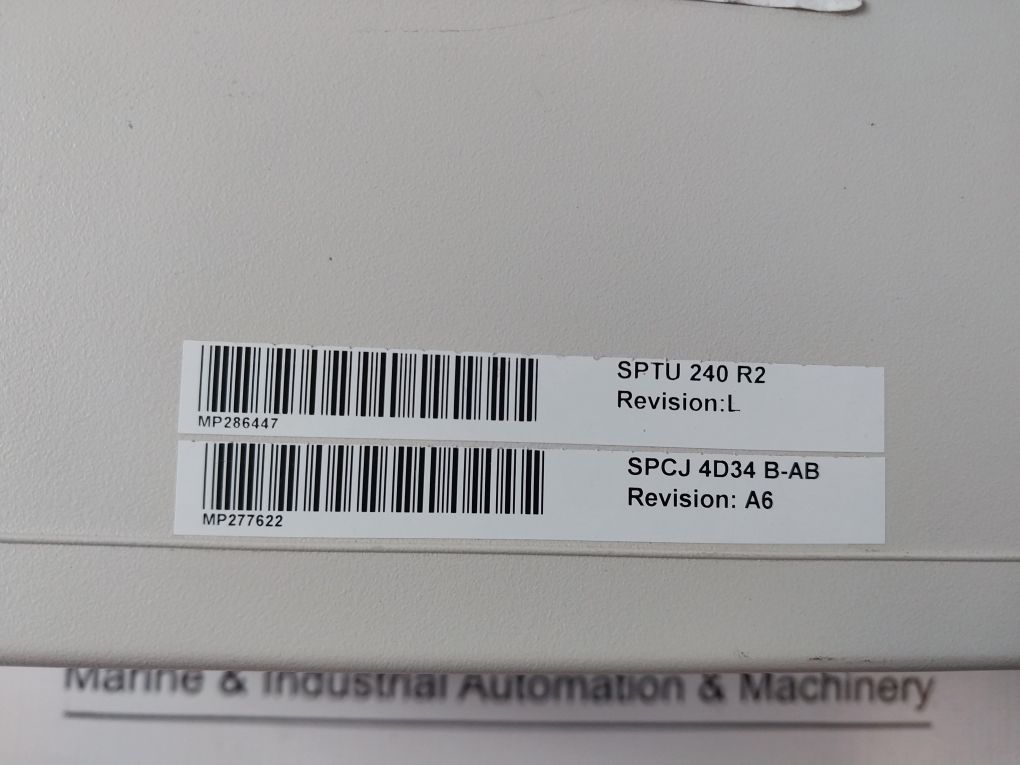 SPTU 240 R2
Revision:L
MP286447
SPCJ 4D34 B-AB
Revision: A6
MP277622
Marine & Industrial Automation & Machinery